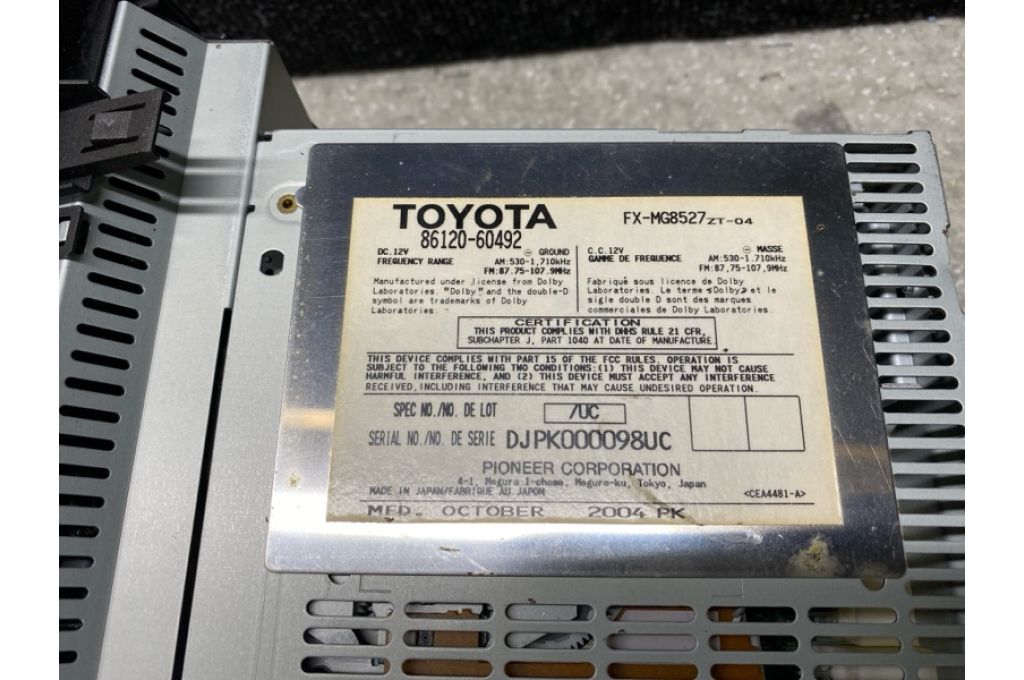 TOYOTA
86120-60492
FX-MG8527ZT-04
DC.12V ⊖ GROUND
FREQUENCY RANGE AM:530-1,710kHz
FM:87.75-107.9MHz
Manufactured under license from Dolby
Laboratories. "Dolby" and the double-D
symbol are trademarks of Dolby
Laboratories.
C.C.12V ⊖ MASSE
GAMME DE FREQUENCE AM:530-1.710kHz
FM:87,75-107,9MHz
Fabriqué sous licence de Dolby
Laboratories. Le terme «Dolby» et le
sigle double D sont des marques
commerciales de Dolby Laboratories.
CERTIFICATION
THIS PRODUCT COMPLIES WITH DHHS RULE 21 CFR,
SUBCHAPTER J, PART 1040 AT DATE OF MANUFACTURE.
THIS DEVICE COMPLIES WITH PART 15 OF THE FCC RULES. OPERATION IS
SUBJECT TO THE FOLLOWING TWO CONDITIONS:(1) THIS DEVICE MAY NOT CAUSE
HARMFUL INTERFERENCE, AND (2) THIS DEVICE MUST ACCEPT ANY INTERFERENCE
RECEIVED,INCLUDING INTERFERENCE THAT MAY CAUSE UNDESIRED OPERATION.
SPEC NO./NO. DE LOT /UC
SERIAL NO./NO. DE SERIE DJPK000098UC
PIONEER CORPORATION
4-1, Meguro 1-chome, Meguro-ku, Tokyo, Japan
MADE IN JAPAN/FABRIQUE AU JAPON <CEA4481-A>
MFD. OCTOBER 2004 PK